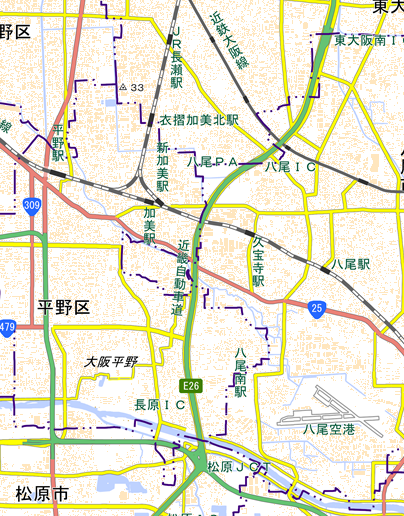 東大
野区
JR長瀬駅
近鉄大阪線
東大阪南I
33
衣摺加美北駅
平野駅
線
新加美駅
八尾PA
八尾IC
309
加美駅
近畿自動車道
久宝寺駅
八尾駅
平野区
25
479
大阪平野
八尾南駅
E26
長原IC
八尾空港
松原JCT
松原市